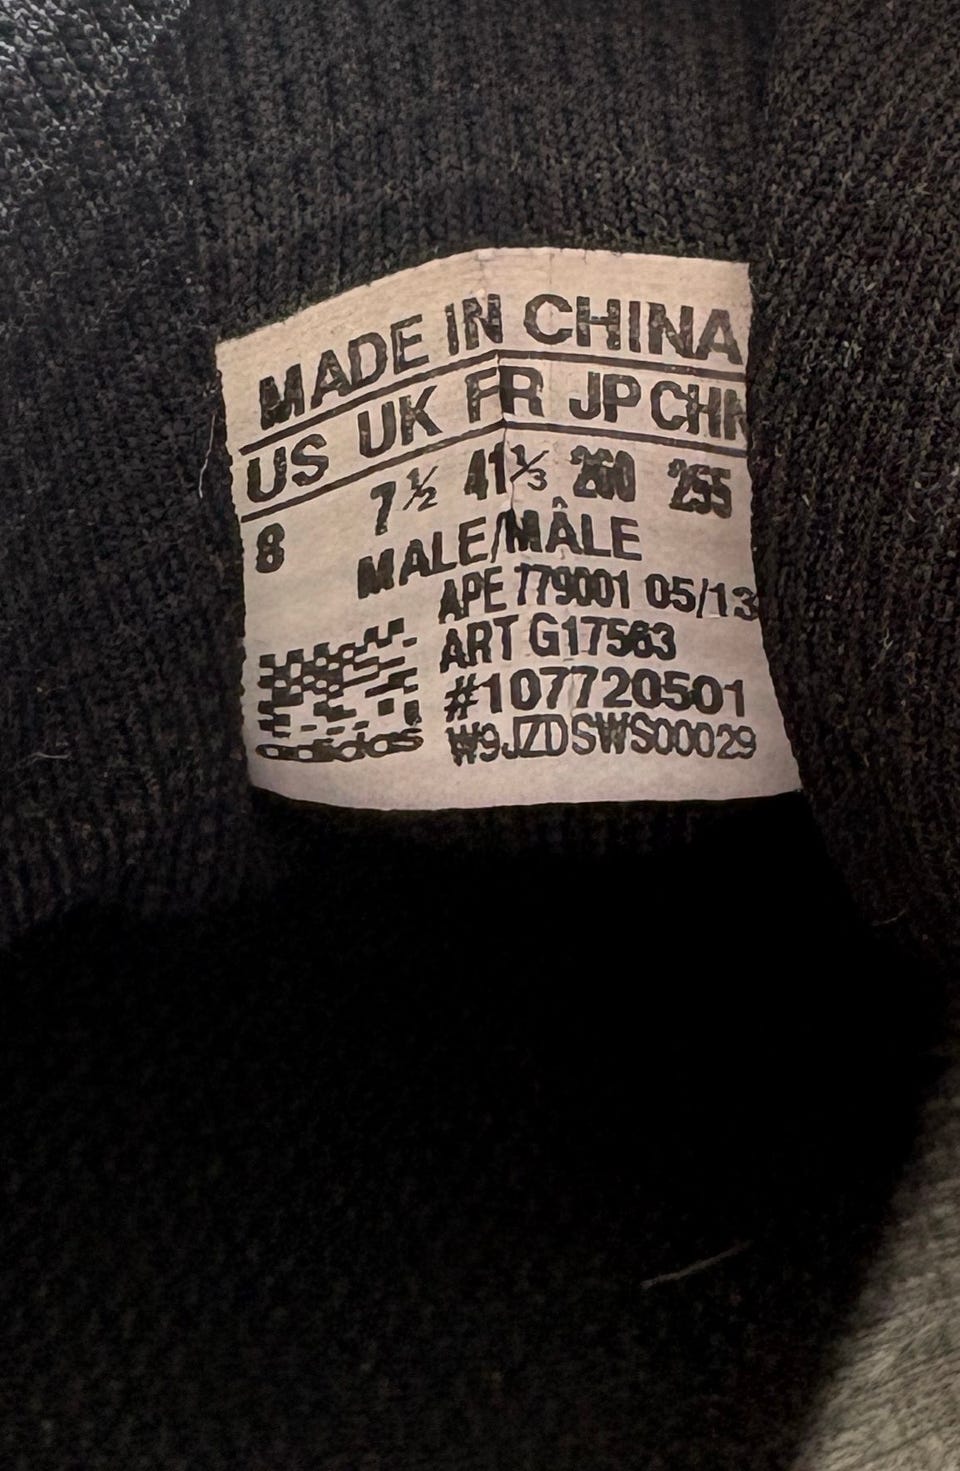 MADE IN CHINA
US UK FR JP CHN
8 7½ 41⅓ 260 255
MALE/MÂLE
APE 779001 05/13
ART G17563
#107720501
W9JZDSWS00029
adidas